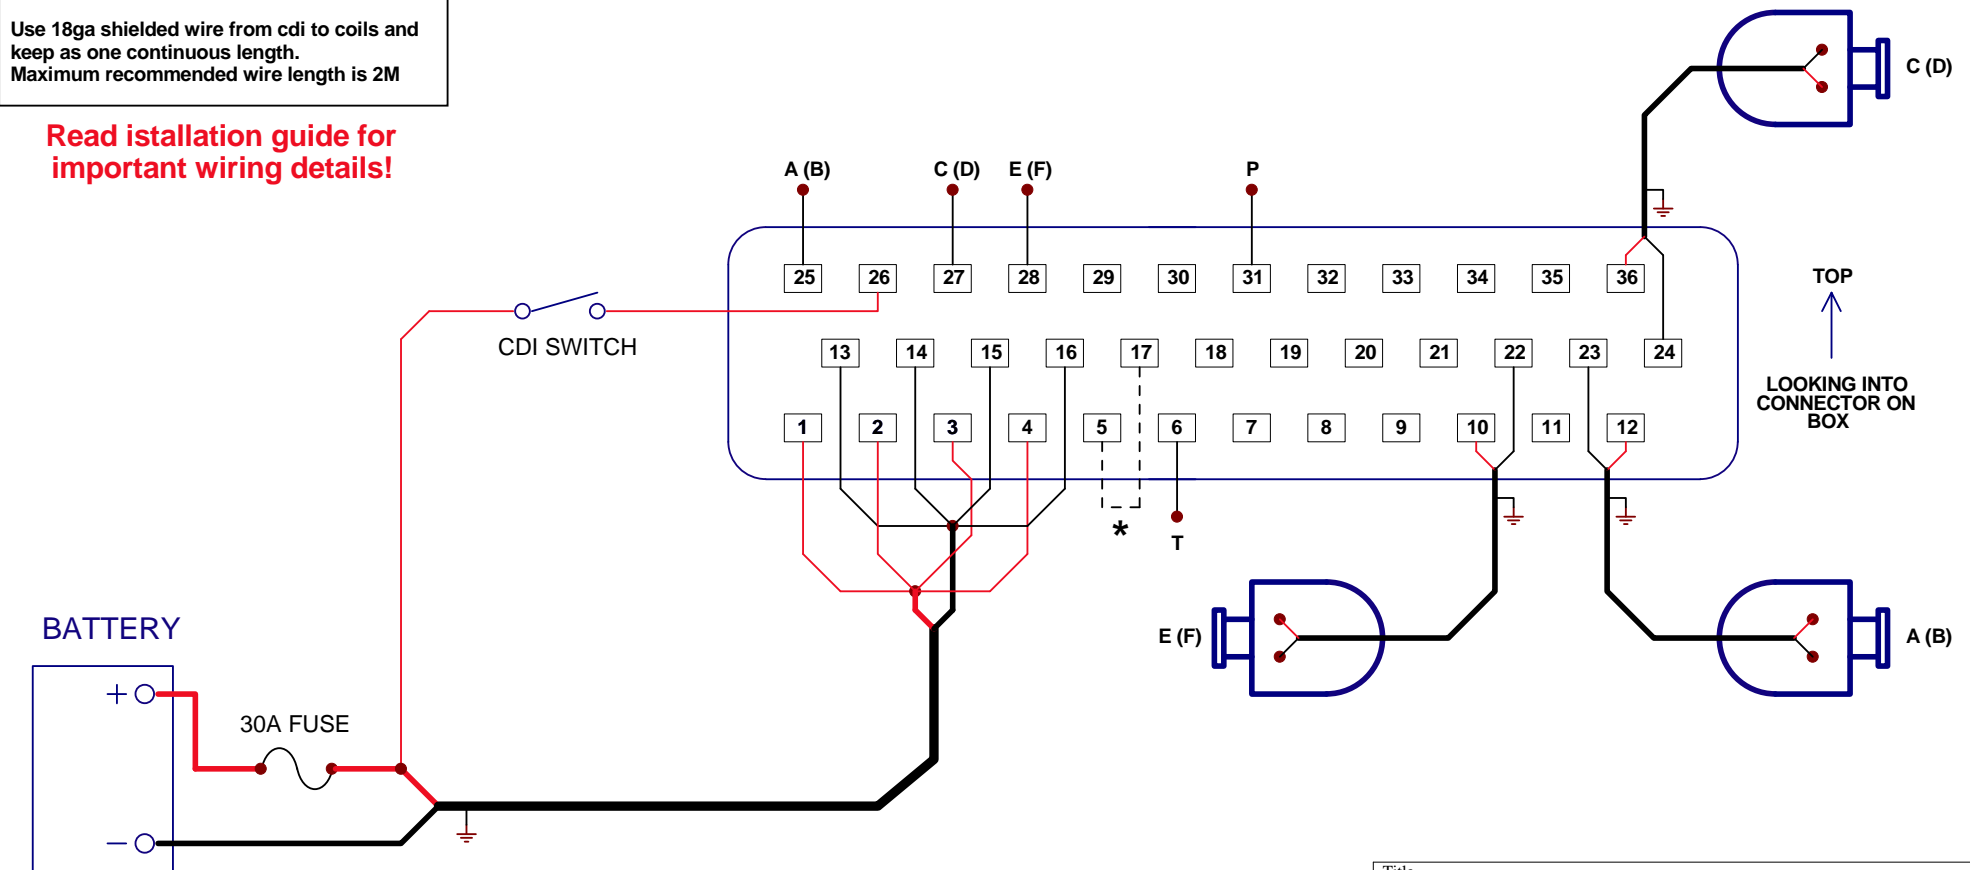 Use 18ga shielded wire from cdi to coils and
keep as one continuous length.
Maximum recommended wire length is 2M
Read istallation guide for
important wiring details!
C (D)
A (B)
C (D)
E (F)
P
25
26
27
28
29
30
31
32
33
34
35
36
TOP
CDI SWITCH
13
14
15
16
17
18
19
20
21
22
23
24
LOOKING INTO
CONNECTOR ON
BOX
1
2
3
4
5
6
7
8
9
10
11
12
*
T
BATTERY
E (F)
A (B)
+
30A FUSE
−
Title